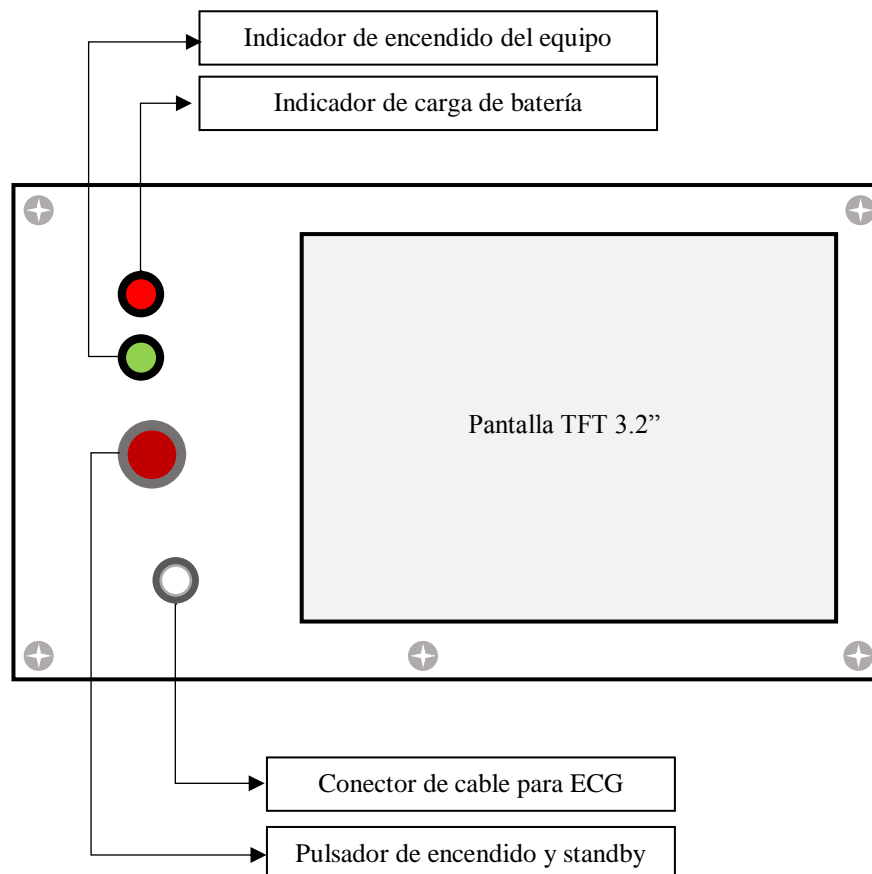 Indicador de encendido del equipo
Indicador de carga de batería
Pantalla TFT 3.2”
Conector de cable para ECG
Pulsador de encendido y standby